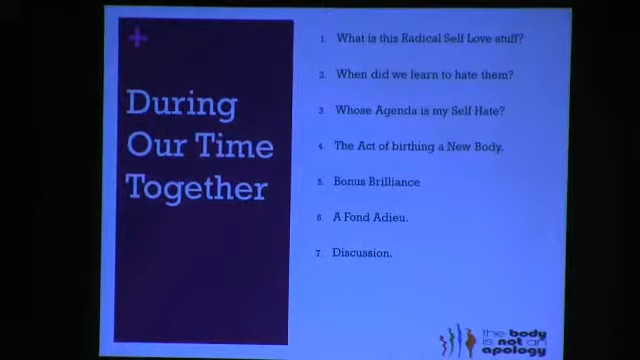 +
During
Our Time
Together
1. What is this Radical Self Love stuff?
2. When did we learn to hate them?
3. Whose Agenda is my Self Hate?
4. The Act of birthing a New Body.
5. Bonus Brilliance
6. A Fond Adieu.
7. Discussion.
the body
is not an
apology